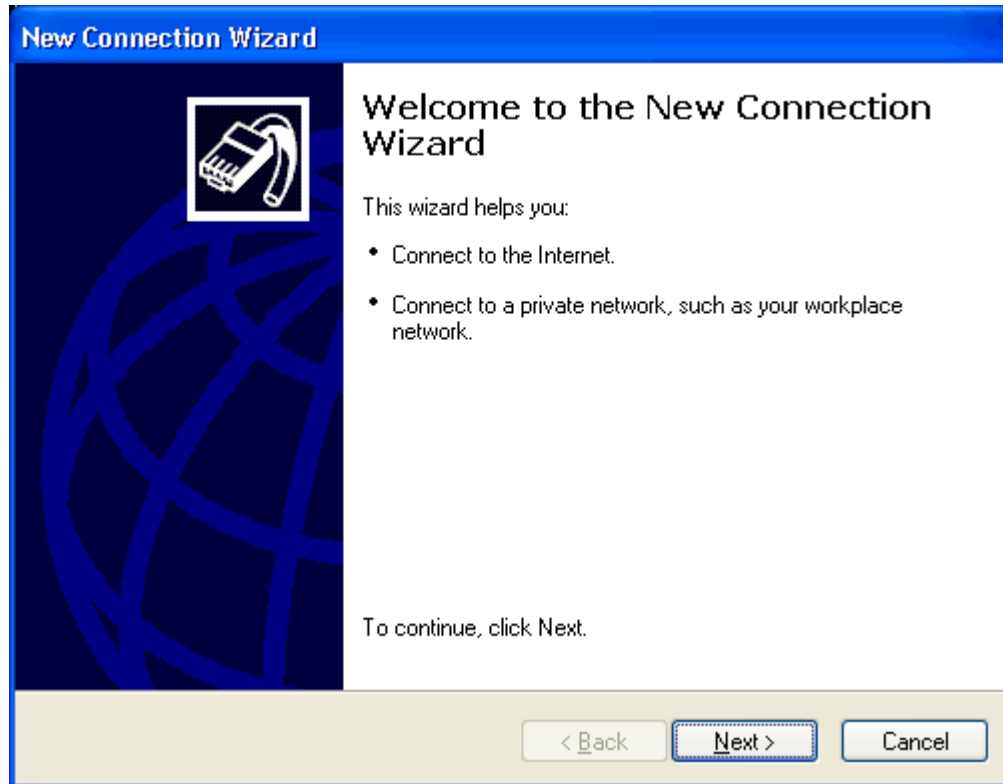 New Connection Wizard
Welcome to the New Connection
Wizard
This wizard helps you:
• Connect to the Internet.
• Connect to a private network, such as your workplace
network.
To continue, click Next.
< Back
Next >
Cancel